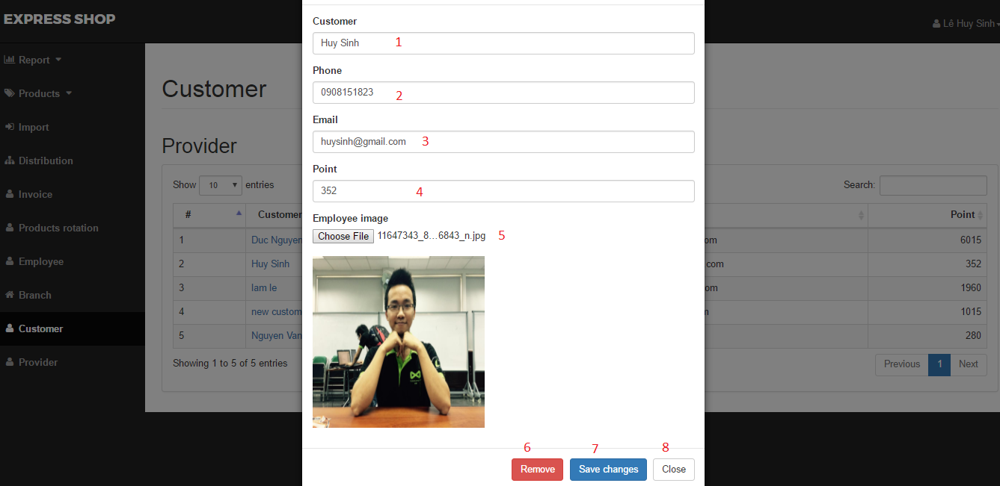 EXPRESS SHOP
Lê Huy Sinh
Report
Products
Import
Distribution
Invoice
Products rotation
Employee
Branch
Customer
Provider
Customer
Provider
Show 10 entries
Search:
# Customer Point
1 Duc Nguyen om 6015
2 Huy Sinh com 352
3 lam le om 1960
4 new custom 1015
5 Nguyen Van 280
Showing 1 to 5 of 5 entries
Previous 1 Next
Customer
Huy Sinh 1
Phone
0908151823 2
Email
huysinh@gmail.com 3
Point
352 4
Employee image
Choose File 11647343_8...6843_n.jpg 5
6 7 8
Remove Save changes Close